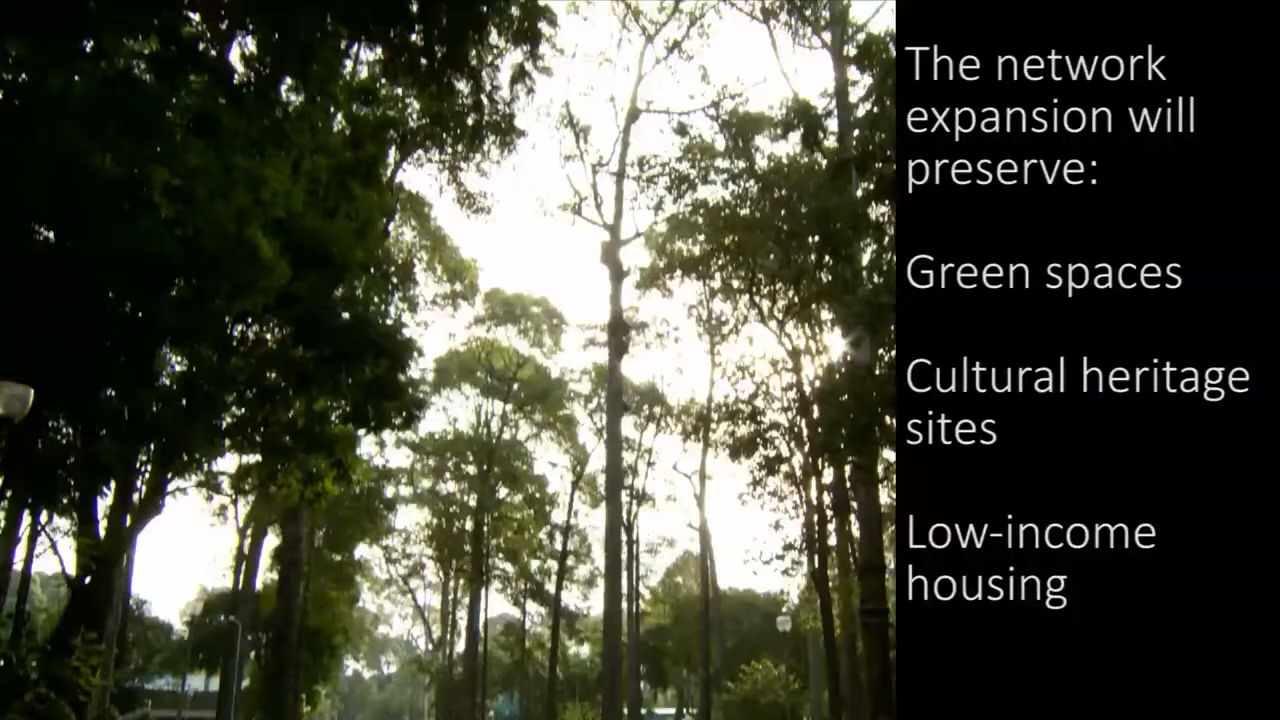 The network
expansion will
preserve:
Green spaces
Cultural heritage
sites
Low-income
housing